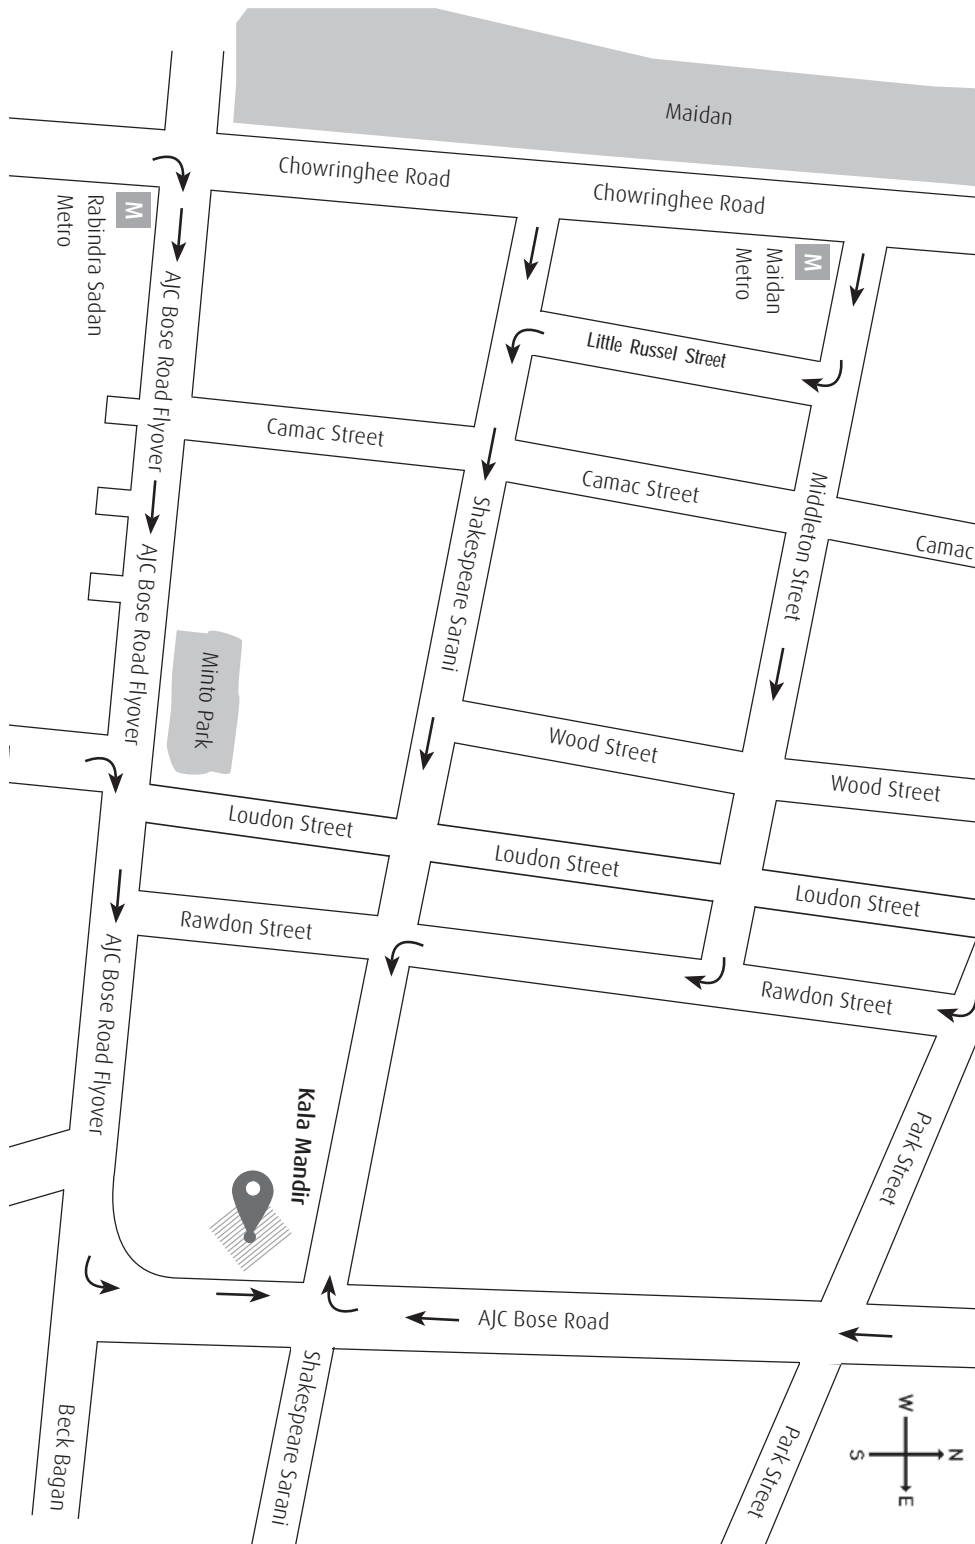 Maidan
Chowringhee Road
Chowringhee Road
M
Rabindra Sadan
Metro
M
Maidan
Metro
AJC Bose Road Flyover
Little Russel Street
Camac Street
Camac Street
Camac
Shakespeare Sarani
Middleton Street
AJC Bose Road Flyover
Minto Park
Wood Street
Wood Street
Loudon Street
Loudon Street
Loudon Street
Rawdon Street
Rawdon Street
AJC Bose Road Flyover
Kala Mandir
Park Street
AJC Bose Road
Shakespeare Sarani
Beck Bagan
Park Street
W
N
S
E